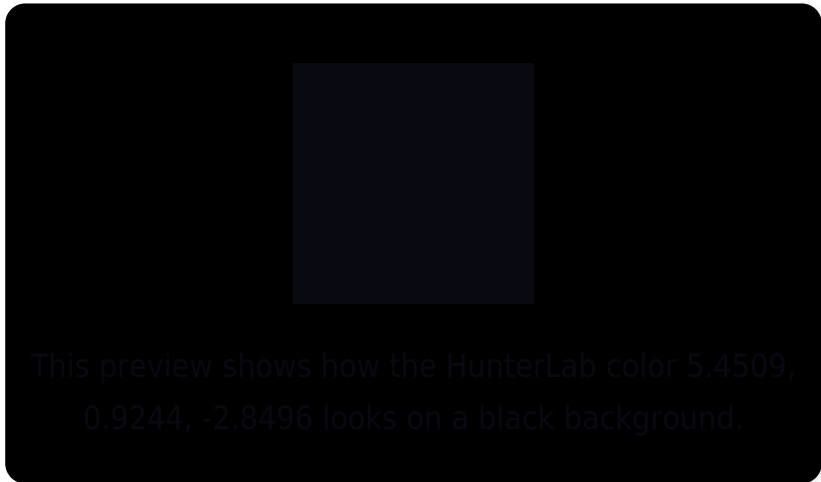 This preview shows how the HunterLab color 5.4509,
0.9244, -2.8496 looks on a black background.